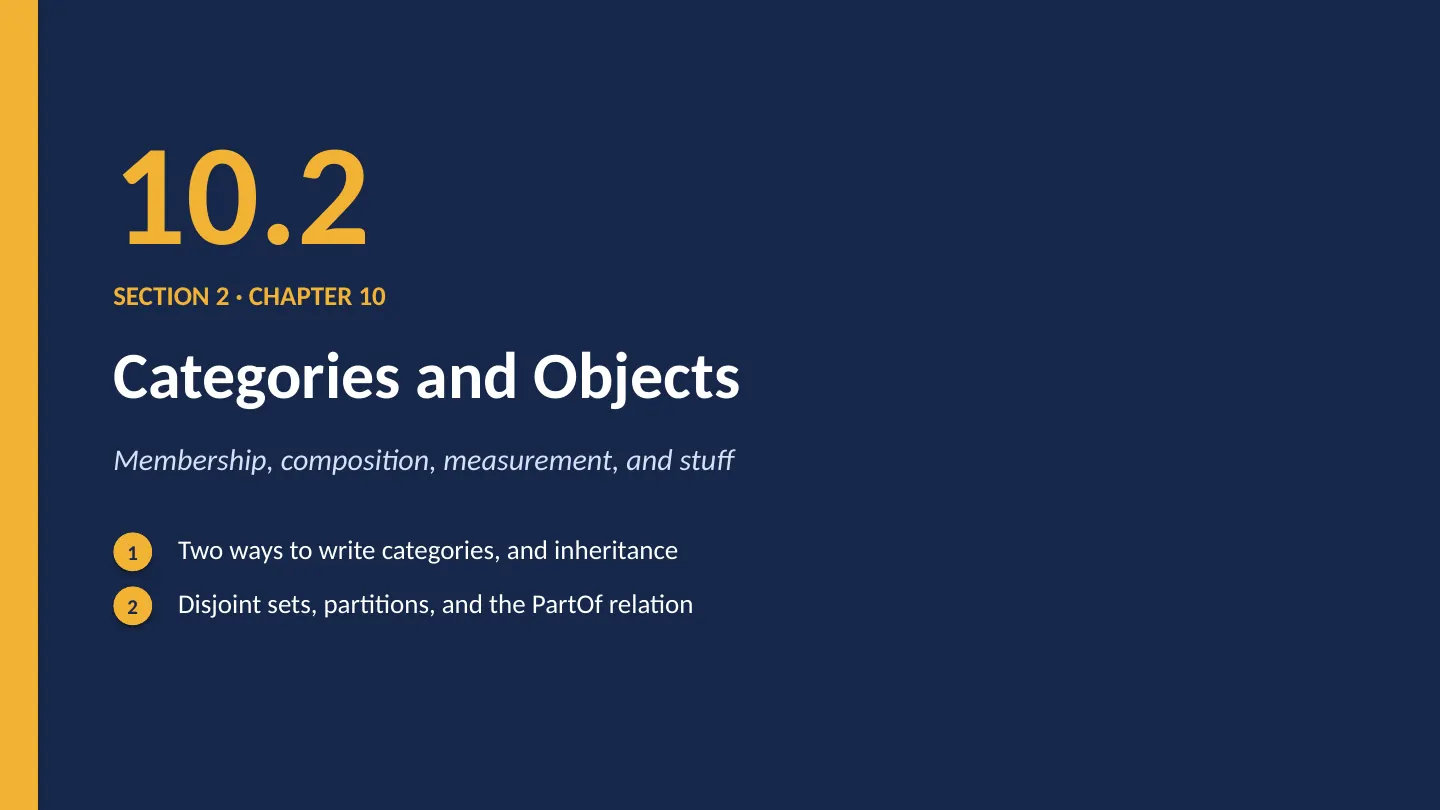 10.2
SECTION 2 · CHAPTER 10
Categories and Objects
Membership, composition, measurement, and stuff
1 Two ways to write categories, and inheritance
2 Disjoint sets, partitions, and the PartOf relation